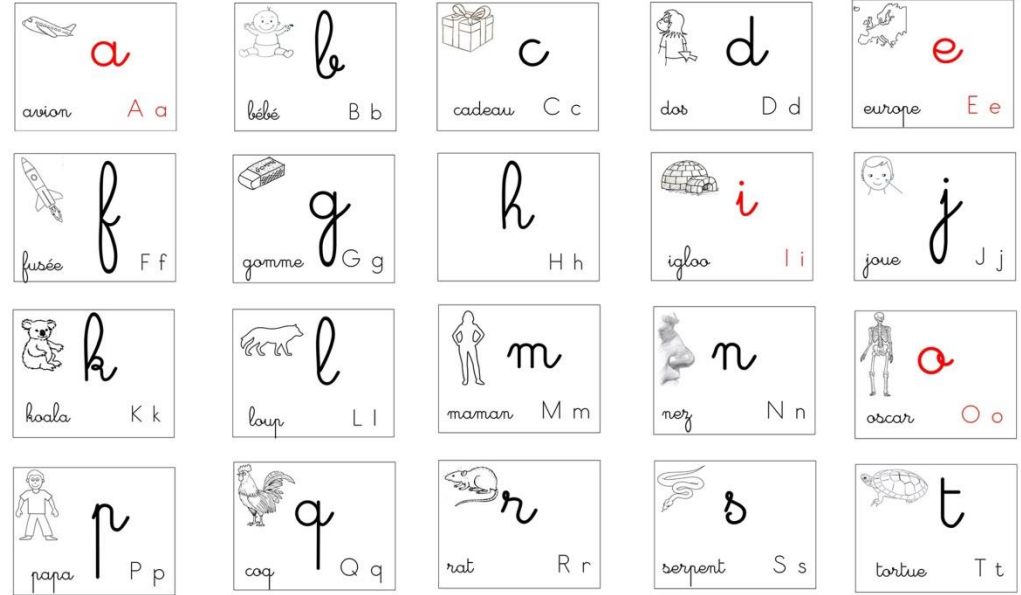 a
avion A a
b
bébé B b
c
cadeau C c
d
dos D d
e
europe E e
f
fusée F f
gomme
g
gomme G g
h
H h
i
igloo I i
j
joue J j
k
koala K k
l
loup L l
m
maman M m
n
nez N n
o
oscar O o
p
papa P p
q
coq Q q
r
rat R r
s
serpent S s
t
tortue T t